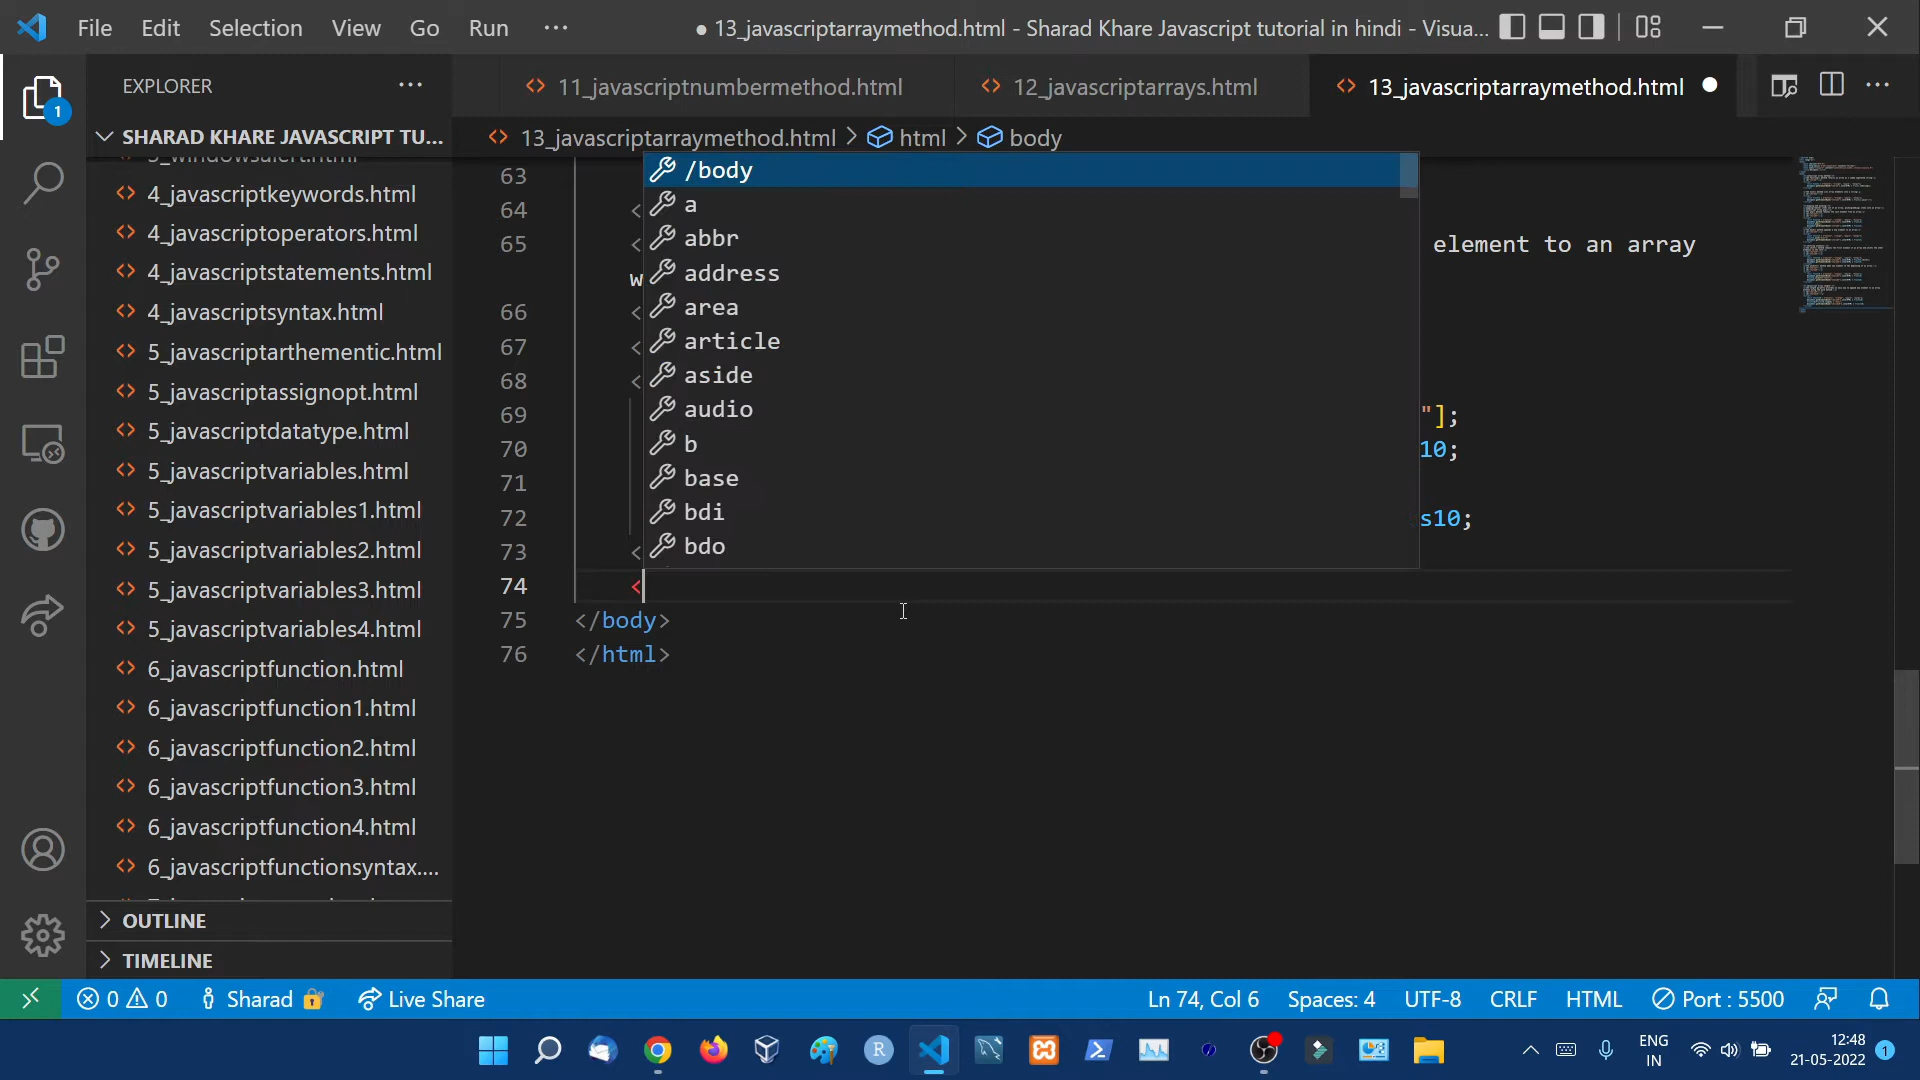 File Edit Selection View Go Run ···
● 13_javascriptarraymethod.html - Sharad Khare Javascript tutorial in hindi - Visua...
EXPLORER
11_javascriptnumbermethod.html
12_javascriptarrays.html
13_javascriptarraymethod.html
1
SHARAD KHARE JAVASCRIPT TU...
13_javascriptarraymethod.html > html > body
4_javascriptkeywords.html
4_javascriptoperators.html
4_javascriptstatements.html
4_javascriptsyntax.html
5_javascriptarthementic.html
5_javascriptassignopt.html
5_javascriptdatatype.html
5_javascriptvariables.html
5_javascriptvariables1.html
5_javascriptvariables2.html
5_javascriptvariables3.html
5_javascriptvariables4.html
6_javascriptfunction.html
6_javascriptfunction1.html
6_javascriptfunction2.html
6_javascriptfunction3.html
6_javascriptfunction4.html
6_javascriptfunctionsyntax....
OUTLINE
TIMELINE
63
64 <
65 < element to an array
w
66 <
67 <
68 <
69 "];
70 10;
71
72 s10;
73 <
74 <
75 </body>
76 </html>
/body
a
abbr
address
area
article
aside
audio
b
base
bdi
bdo
0 0 Sharad Live Share
Ln 74, Col 6 Spaces: 4 UTF-8 CRLF HTML Port : 5500
ENG
IN
12:48
21-05-2022
1